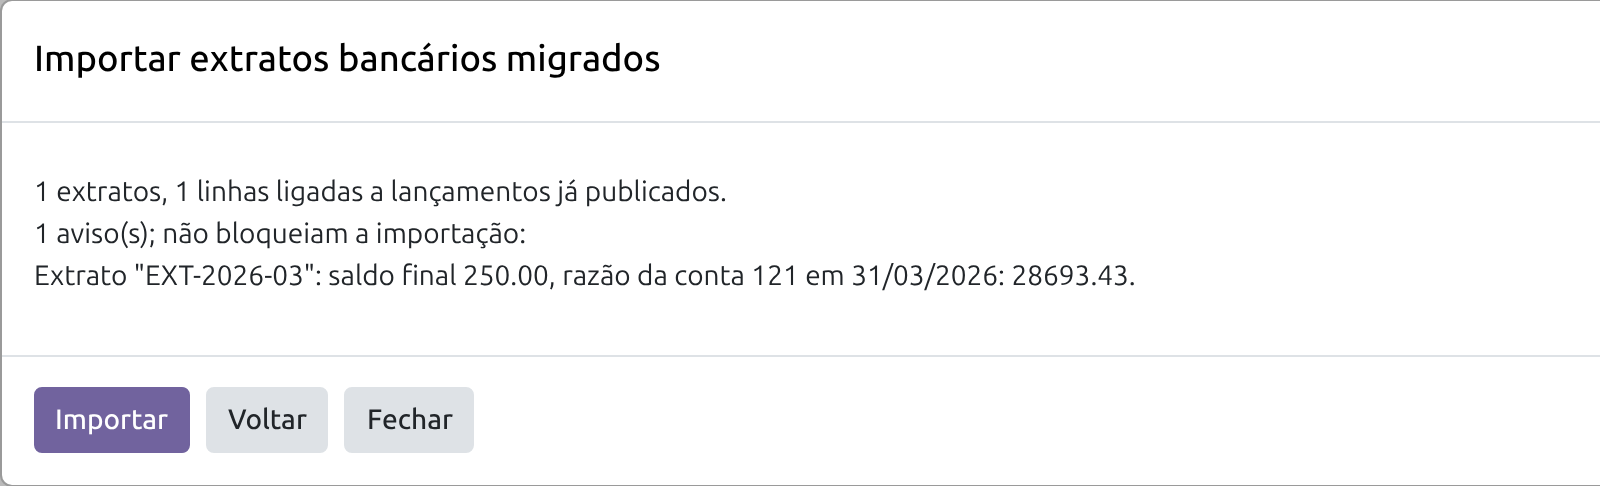 Importar extratos bancários migrados
1 extratos, 1 linhas ligadas a lançamentos já publicados.
1 aviso(s); não bloqueiam a importação:
Extrato "EXT-2026-03": saldo final 250.00, razão da conta 121 em 31/03/2026: 28693.43.
Importar Voltar Fechar